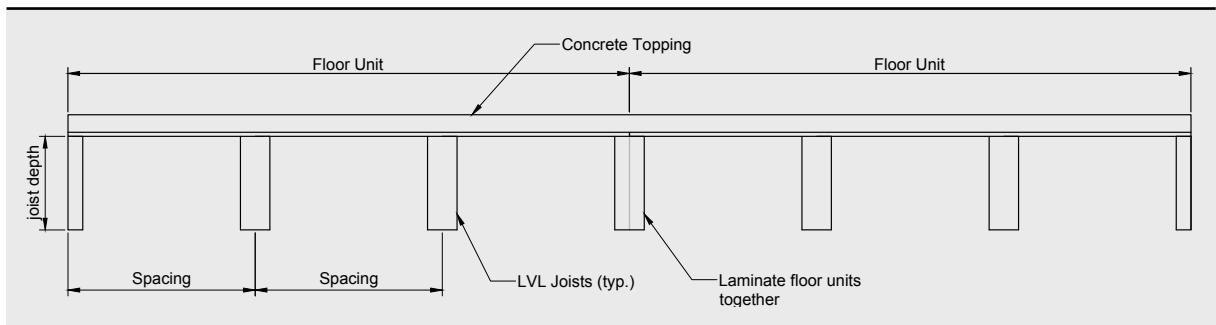 Concrete Topping
Floor Unit
Floor Unit
joist depth
Spacing
Spacing
LVL Joists (typ.)
Laminate floor units
together